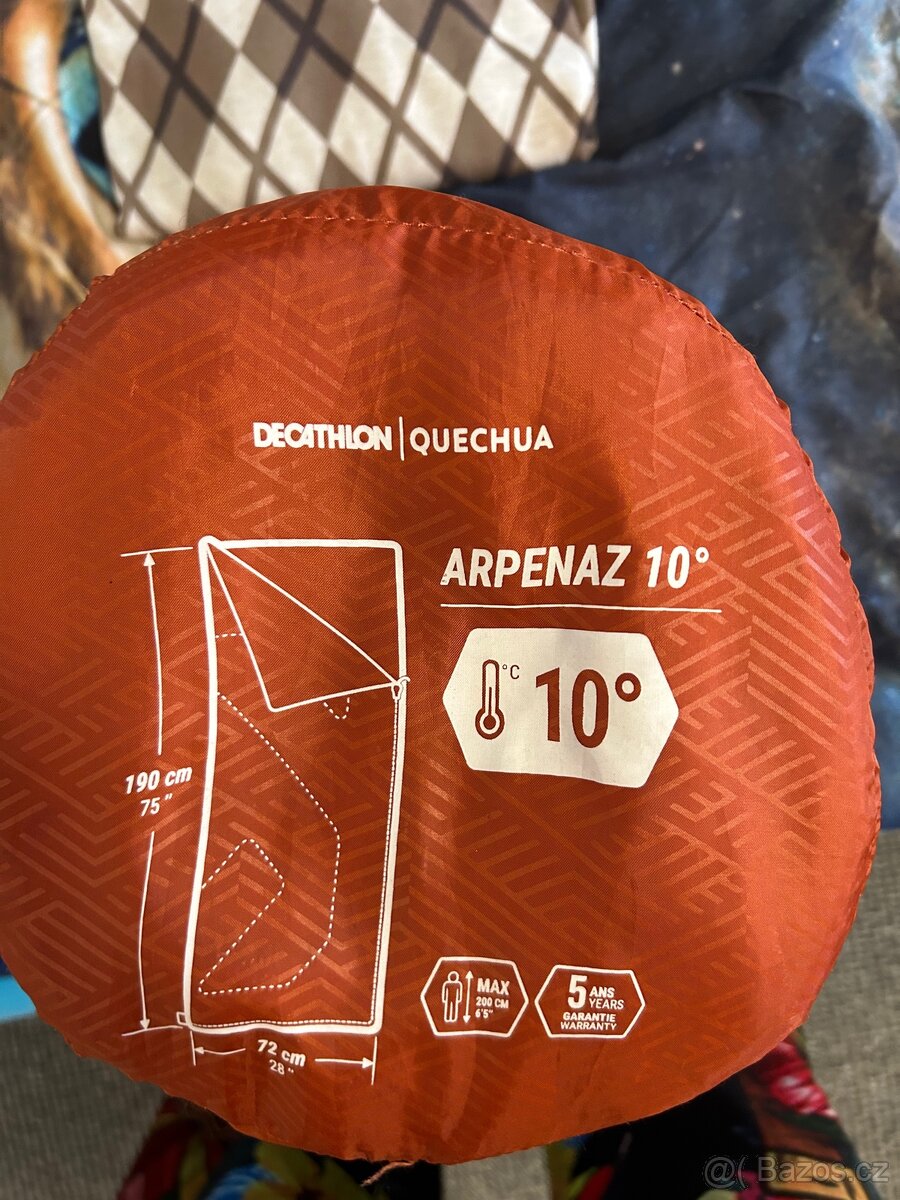 DECATHLON | QUECHUA
ARPENAZ 10°
°C 10°
190 cm
75"
MAX
200 CM
6'5"
5 ANS
YEARS
GARANTIE
WARRANTY
72 cm
28"
@( Bazos.cz